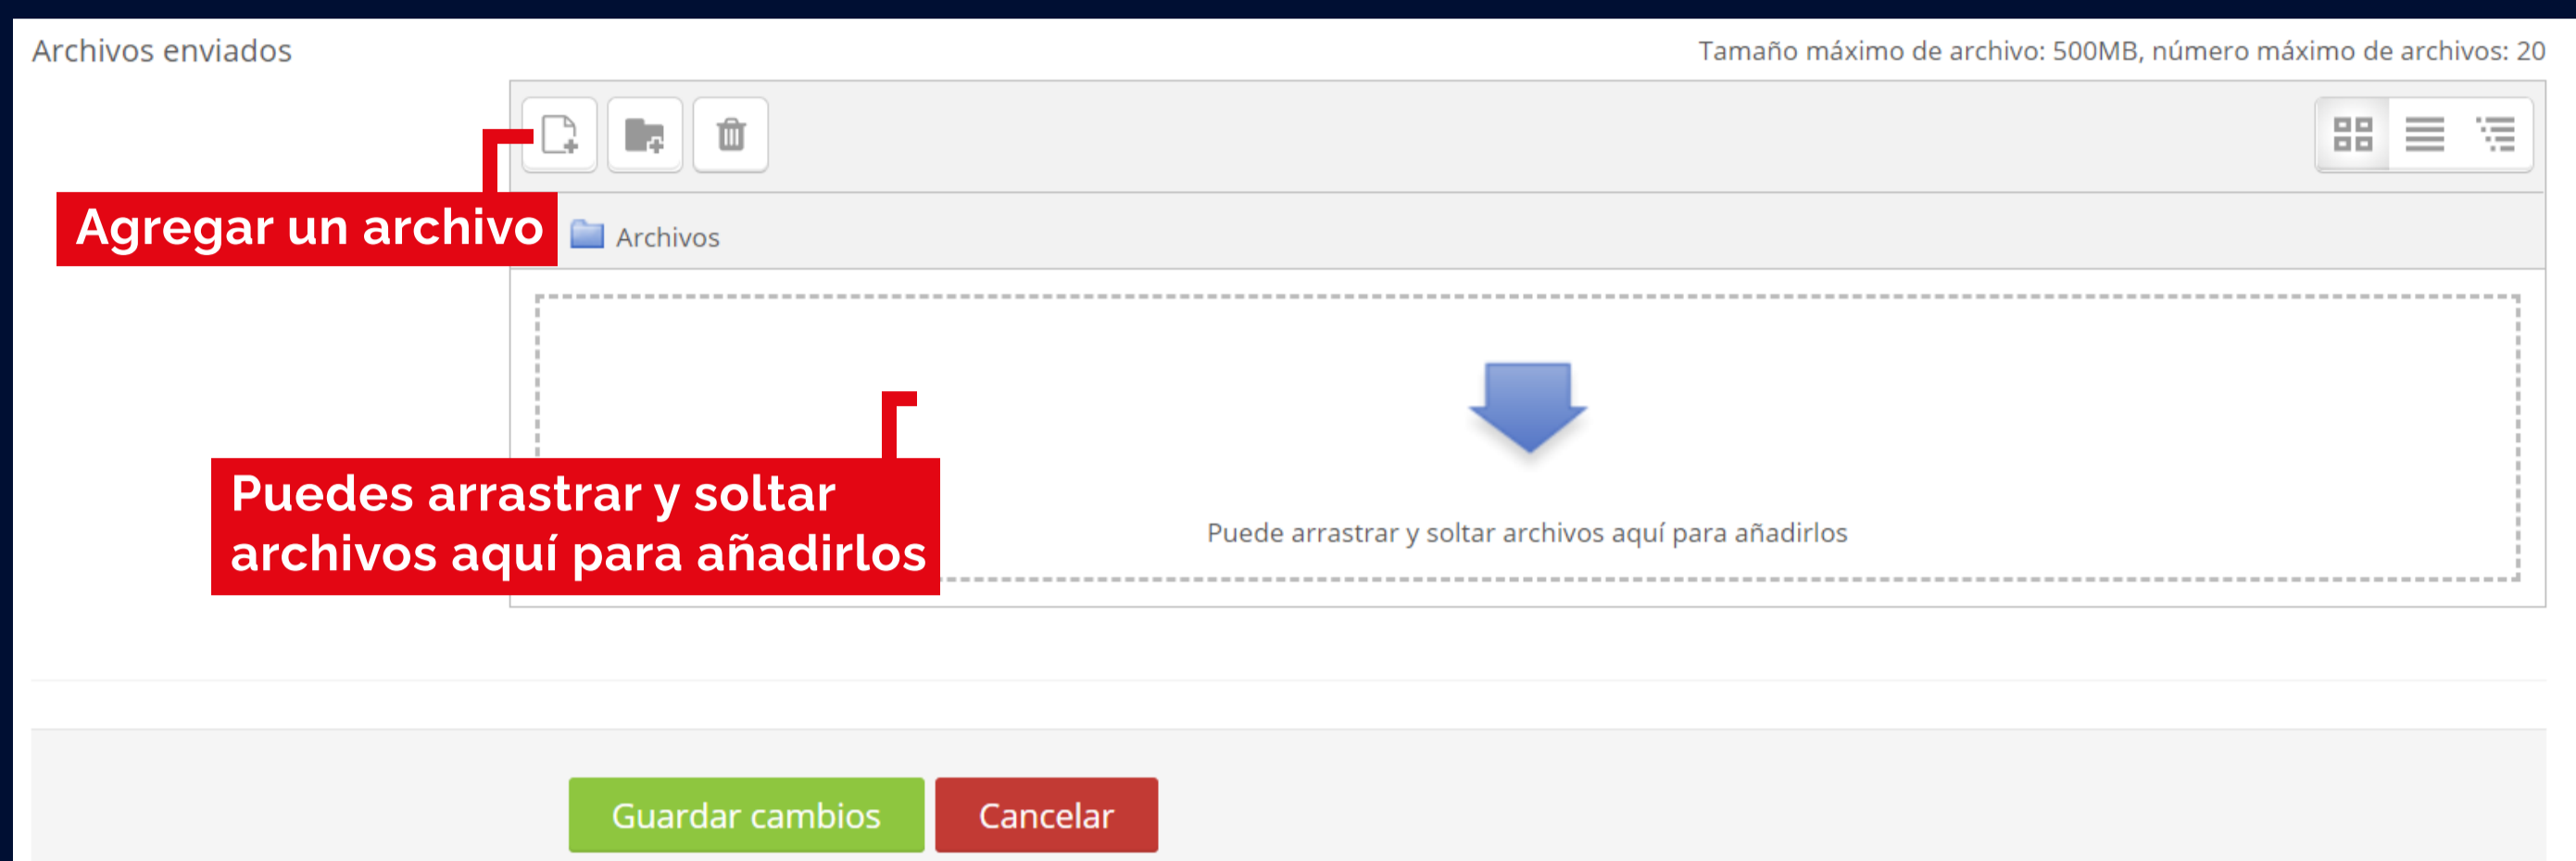 Archivos enviados
Tamaño máximo de archivo: 500MB, número máximo de archivos: 20
Agregar un archivo
Archivos
Puedes arrastrar y soltar
archivos aquí para añadirlos
Puede arrastrar y soltar archivos aquí para añadirlos
Guardar cambios
Cancelar